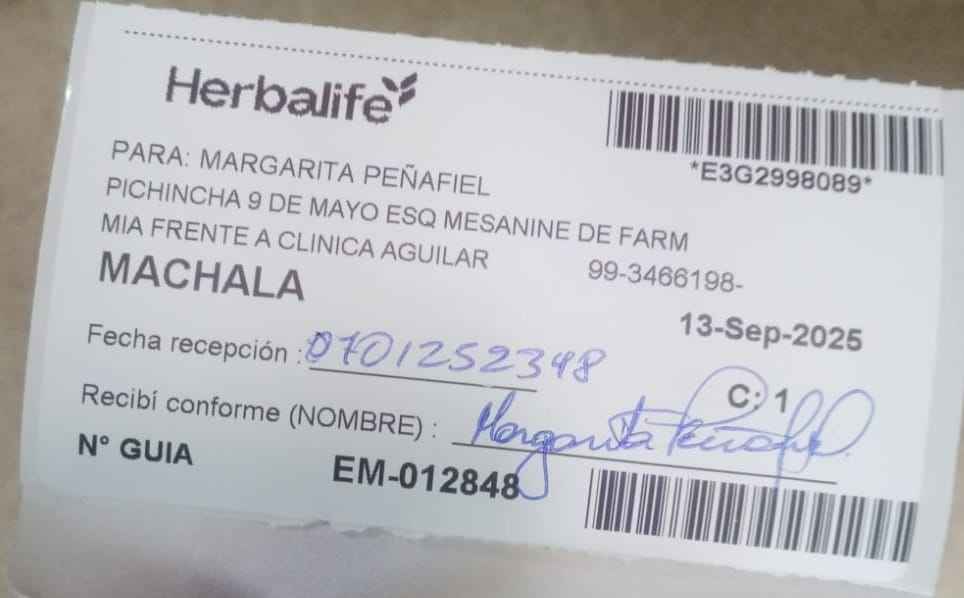 Herbalife
*E3G2998089*
PARA: MARGARITA PEÑAFIEL
PICHINCHA 9 DE MAYO ESQ MESANINE DE FARM
MIA FRENTE A CLINICA AGUILAR
99-3466198-
MACHALA
13-Sep-2025
Fecha recepción : 0701252348
C: 1
Recibí conforme (NOMBRE) : Margarita Peñafiel.
N° GUIA EM-012848